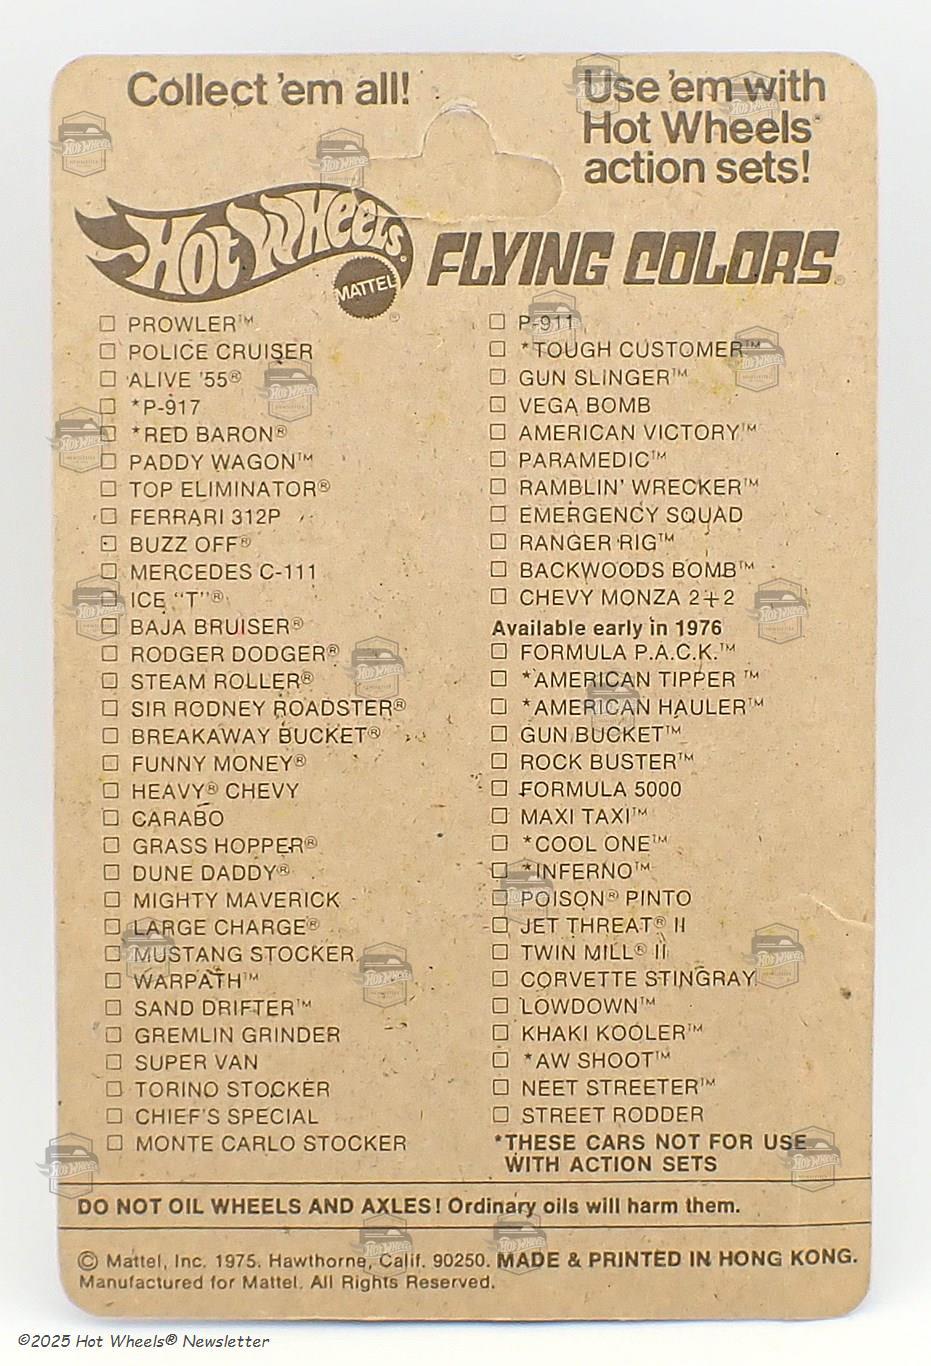 Collect 'em all!
Use 'em with
Hot Wheels®
action sets!
HOT WHEELS®
MATTEL®
FLYING COLORS®
☐ PROWLER™
☐ POLICE CRUISER
☐ ALIVE '55®
☐ *P-917
☐ *RED BARON®
☐ PADDY WAGON™
☐ TOP ELIMINATOR®
☐ FERRARI 312P
☐ BUZZ OFF®
☐ MERCEDES C-111
☐ ICE "T"®
☐ BAJA BRUISER®
☐ RODGER DODGER®
☐ STEAM ROLLER®
☐ SIR RODNEY ROADSTER®
☐ BREAKAWAY BUCKET®
☐ FUNNY MONEY®
☐ HEAVY® CHEVY
☐ CARABO
☐ GRASS HOPPER®
☐ DUNE DADDY®
☐ MIGHTY MAVERICK
☐ LARGE CHARGE®
☐ MUSTANG STOCKER
☐ WARPATH™
☐ SAND DRIFTER™
☐ GREMLIN GRINDER
☐ SUPER VAN
☐ TORINO STOCKER
☐ CHIEF'S SPECIAL
☐ MONTE CARLO STOCKER
☐ P-911
☐ *TOUGH CUSTOMER™
☐ GUN SLINGER™
☐ VEGA BOMB
☐ AMERICAN VICTORY™
☐ PARAMEDIC™
☐ RAMBLIN' WRECKER™
☐ EMERGENCY SQUAD
☐ RANGER RIG™
☐ BACKWOODS BOMB™
☐ CHEVY MONZA 2+2
Available early in 1976
☐ FORMULA P.A.C.K.™
☐ *AMERICAN TIPPER ™
☐ *AMERICAN HAULER™
☐ GUN BUCKET™
☐ ROCK BUSTER™
☐ FORMULA 5000
☐ MAXI TAXI™
☐ *COOL ONE™
☐ *INFERNO™
☐ POISON® PINTO
☐ JET THREAT® II
☐ TWIN MILL® II
☐ CORVETTE STINGRAY
☐ LOWDOWN™
☐ KHAKI KOOLER™
☐ *AW SHOOT™
☐ NEET STREETER™
☐ STREET RODDER
*THESE CARS NOT FOR USE
WITH ACTION SETS
DO NOT OIL WHEELS AND AXLES! Ordinary oils will harm them.
© Mattel, Inc. 1975. Hawthorne, Calif. 90250. MADE & PRINTED IN HONG KONG.
Manufactured for Mattel. All Rights Reserved.
©2025 Hot Wheels® Newsletter